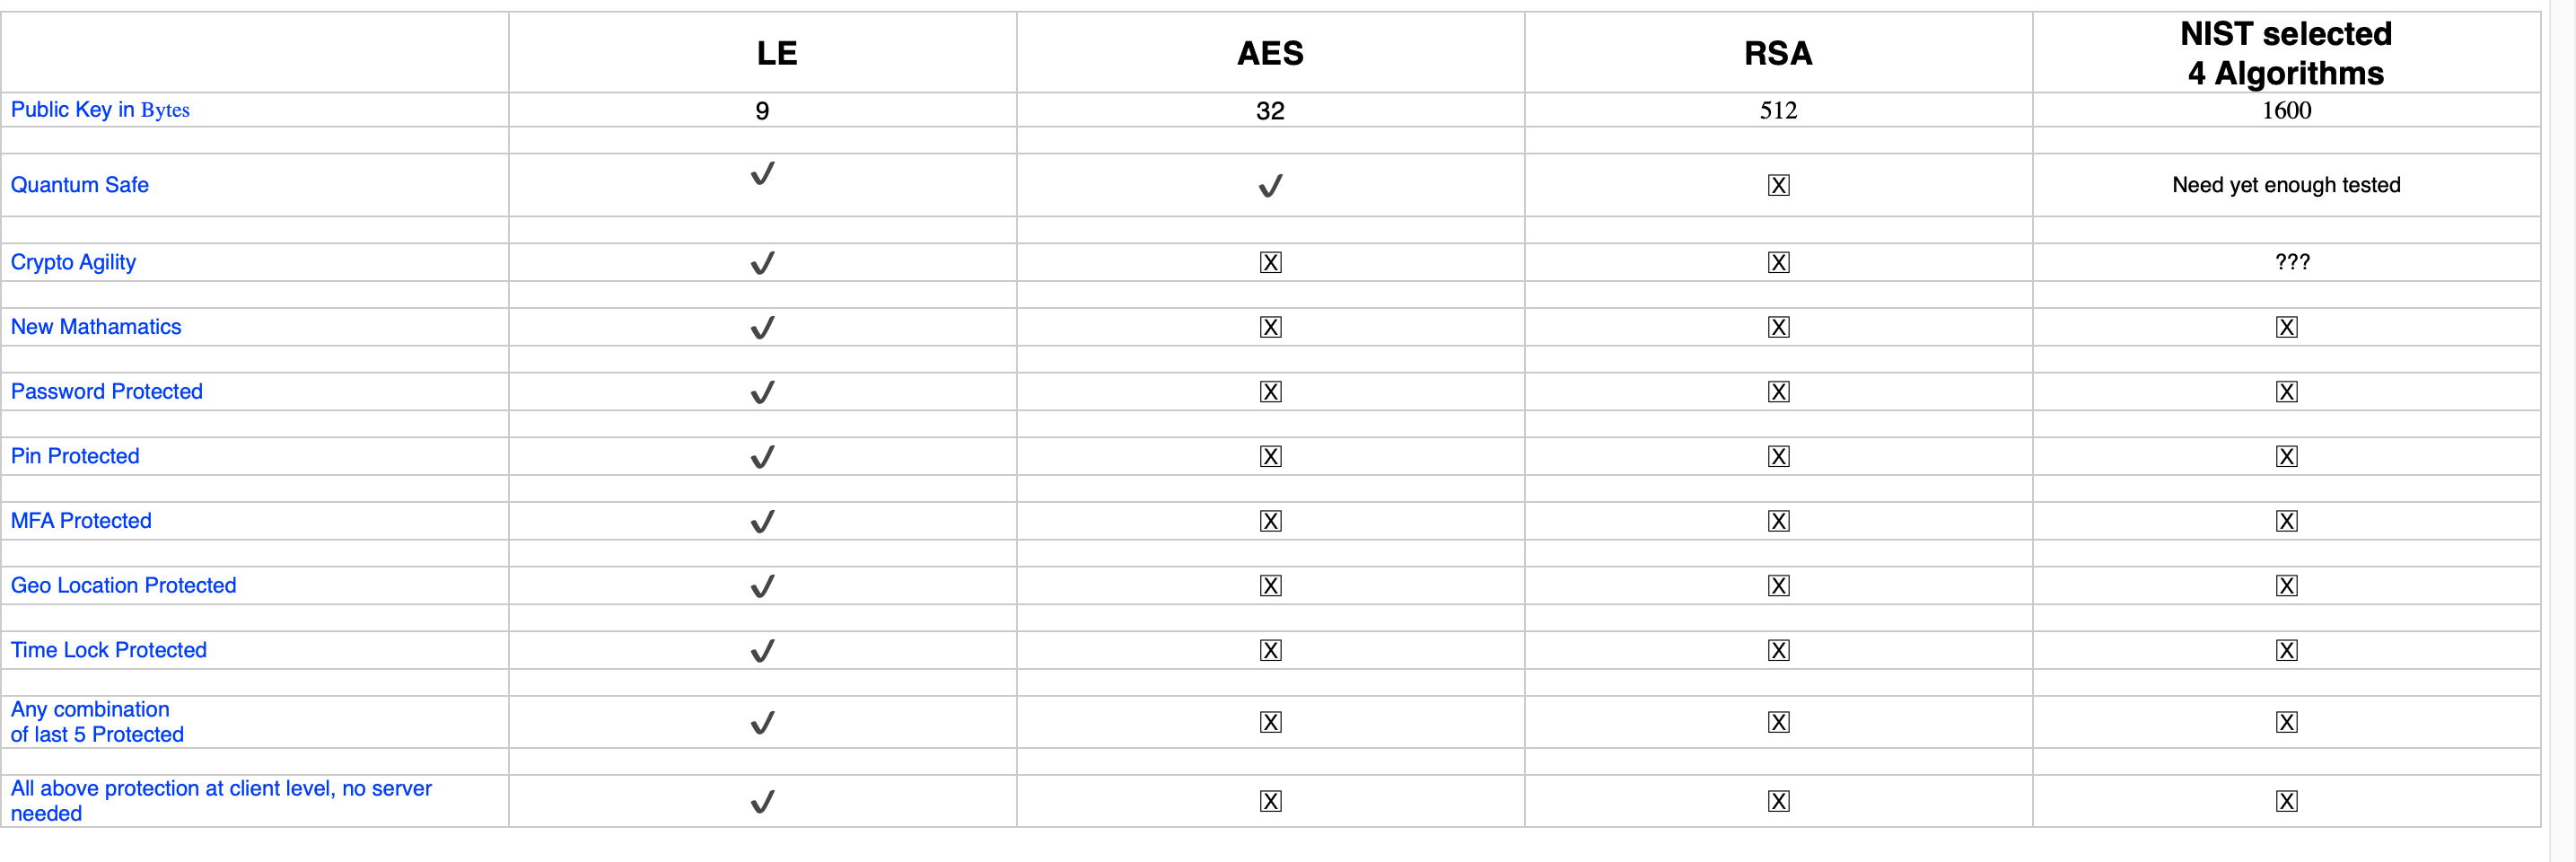 LE AES RSA NIST selected
4 Algorithms
Public Key in Bytes 9 32 512 1600
Quantum Safe ✓ ✓ ☒ Need yet enough tested
Crypto Agility ✓ ☒ ☒ ???
New Mathamatics ✓ ☒ ☒ ☒
Password Protected ✓ ☒ ☒ ☒
Pin Protected ✓ ☒ ☒ ☒
MFA Protected ✓ ☒ ☒ ☒
Geo Location Protected ✓ ☒ ☒ ☒
Time Lock Protected ✓ ☒ ☒ ☒
Any combination
of last 5 Protected ✓ ☒ ☒ ☒
All above protection at client level, no server
needed ✓ ☒ ☒ ☒